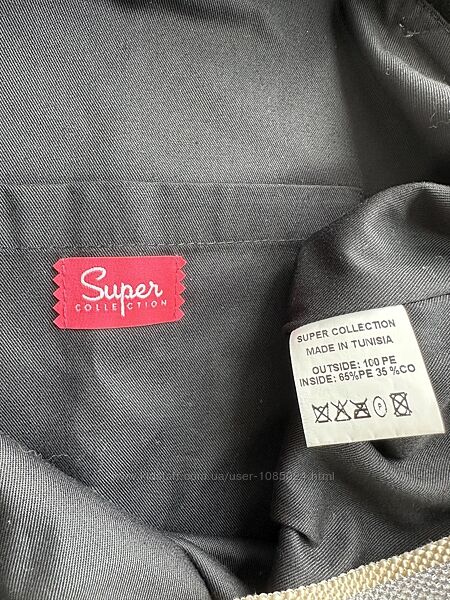 Super
COLLECTION
SUPER COLLECTION
MADE IN TUNISIA
OUTSIDE: 100 PE
INSIDE: 65%PE 35 %CO
P